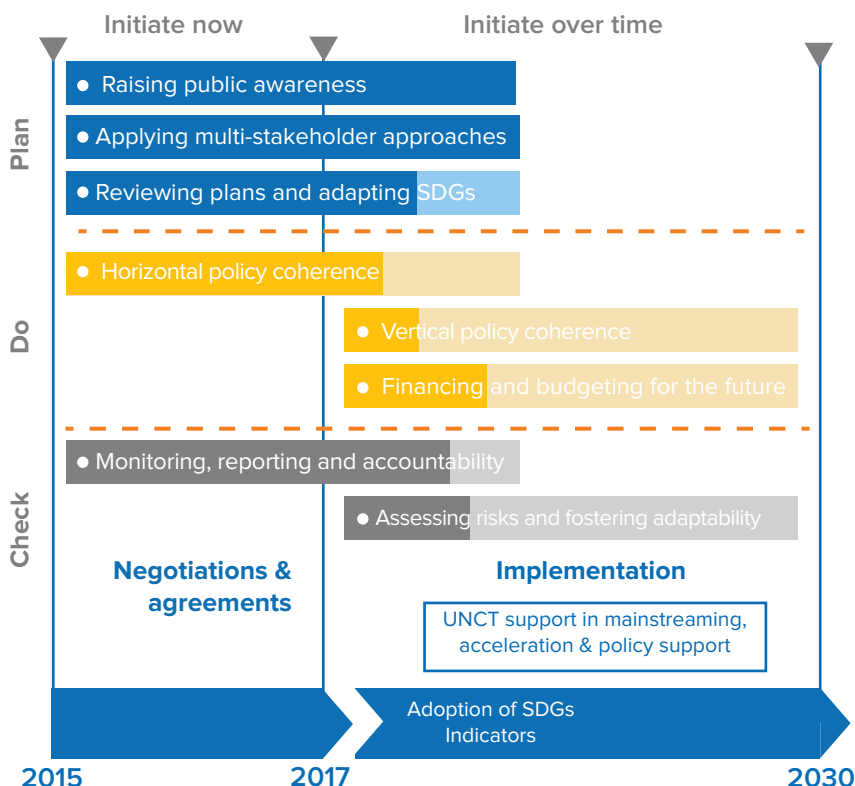 Initiate now
Initiate over time
Plan
Raising public awareness
Applying multi-stakeholder approaches
Reviewing plans and adapting SDGs
Do
Horizontal policy coherence
Vertical policy coherence
Financing and budgeting for the future
Check
Monitoring, reporting and accountability
Assessing risks and fostering adaptability
Negotiations &
agreements
Implementation
UNCT support in mainstreaming,
acceleration & policy support
Adoption of SDGs
Indicators
2015
2017
2030